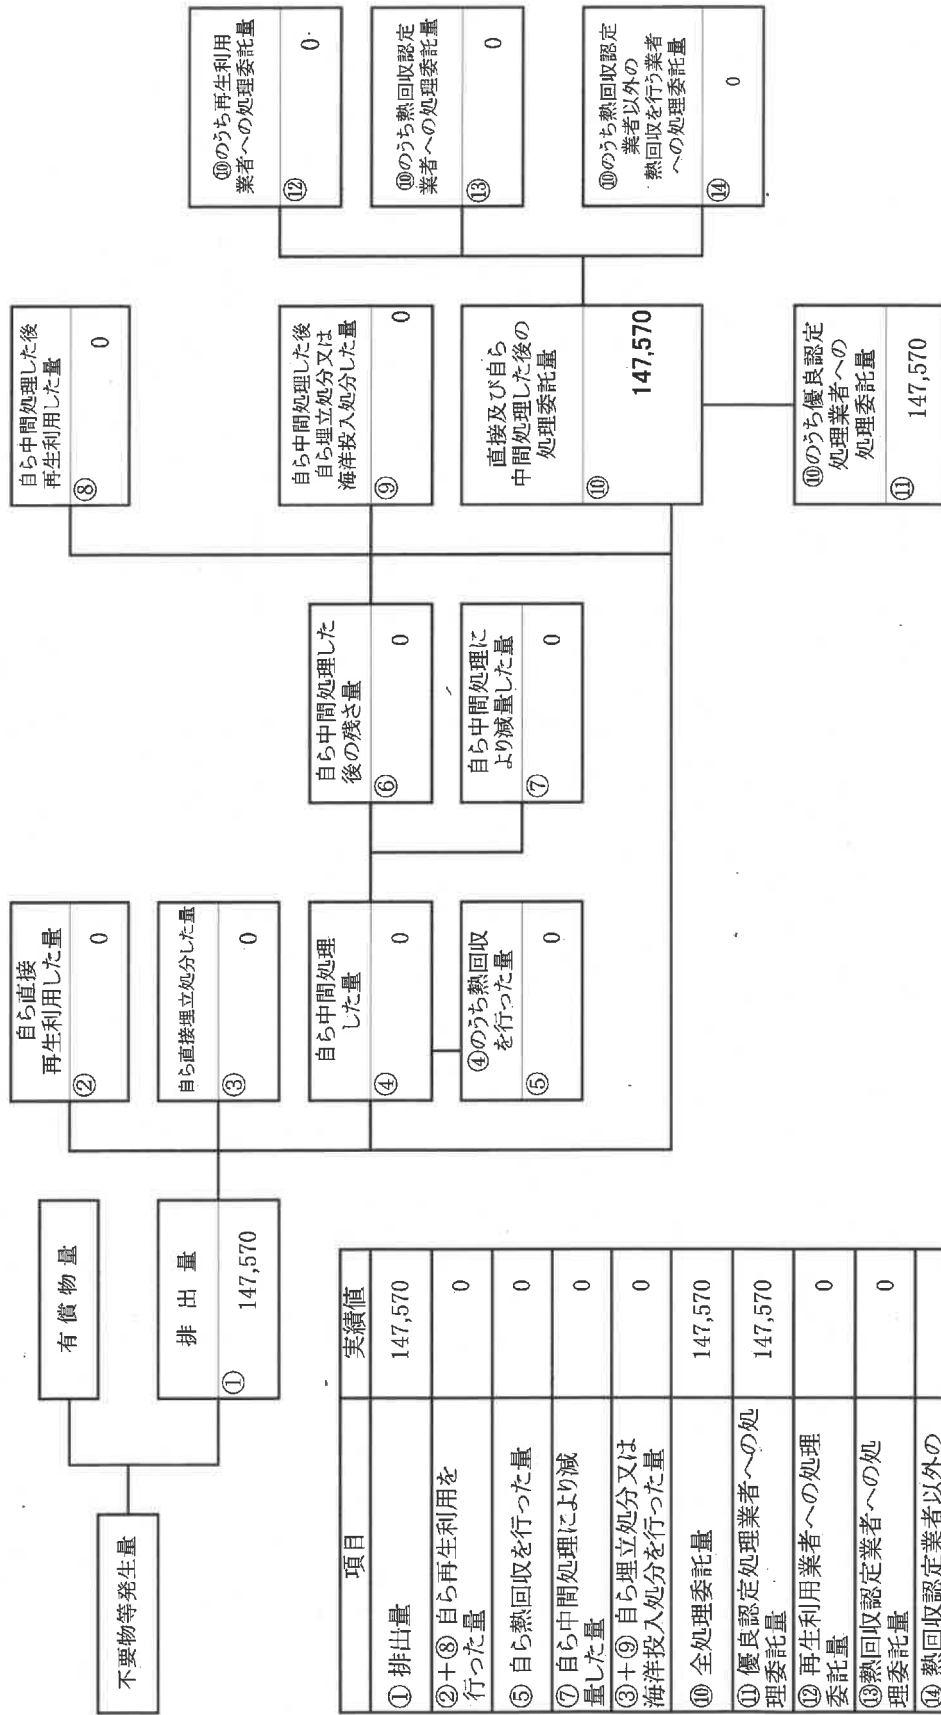 不要物等発生量
有償物量
排出量
①
147,570
自ら直接
再生利用した量
②
0
自ら直接埋立処分した量
③
0
自ら中間処理
した量
④
0
④のうち熱回収
を行った量
⑤
0
自ら中間処理した
後の残さ量
⑥
0
自ら中間処理に
より減量した量
⑦
0
自ら中間処理した後
再生利用した量
⑧
0
自ら中間処理した後
自ら埋立処分又は
海洋投入処分した量
⑨
0
直接及び自ら
中間処理した後の
処理委託量
⑩
147,570
⑩のうち優良認定
処理業者への
処理委託量
⑪
147,570
⑩のうち再生利用
業者への処理委託量
⑫
0
⑩のうち熱回収認定
業者への処理委託量
⑬
0
⑩のうち熱回収認定
業者以外の
熱回収を行う業者
への処理委託量
⑭
0
項目 実績値
① 排出量 147,570
②+⑧ 自ら再生利用を
行った量 0
⑤ 自ら熱回収を行った量 0
⑦ 自ら中間処理により減
量した量 0
③+⑨ 自ら埋立処分又は
海洋投入処分を行った量 0
⑩ 全処理委託量 147,570
⑪ 優良認定処理業者への処
理委託量 147,570
⑫ 再生利用業者への処理
委託量 0
⑬熱回収認定業者への処
理委託量 0
⑭ 熱回収認定業者以外の